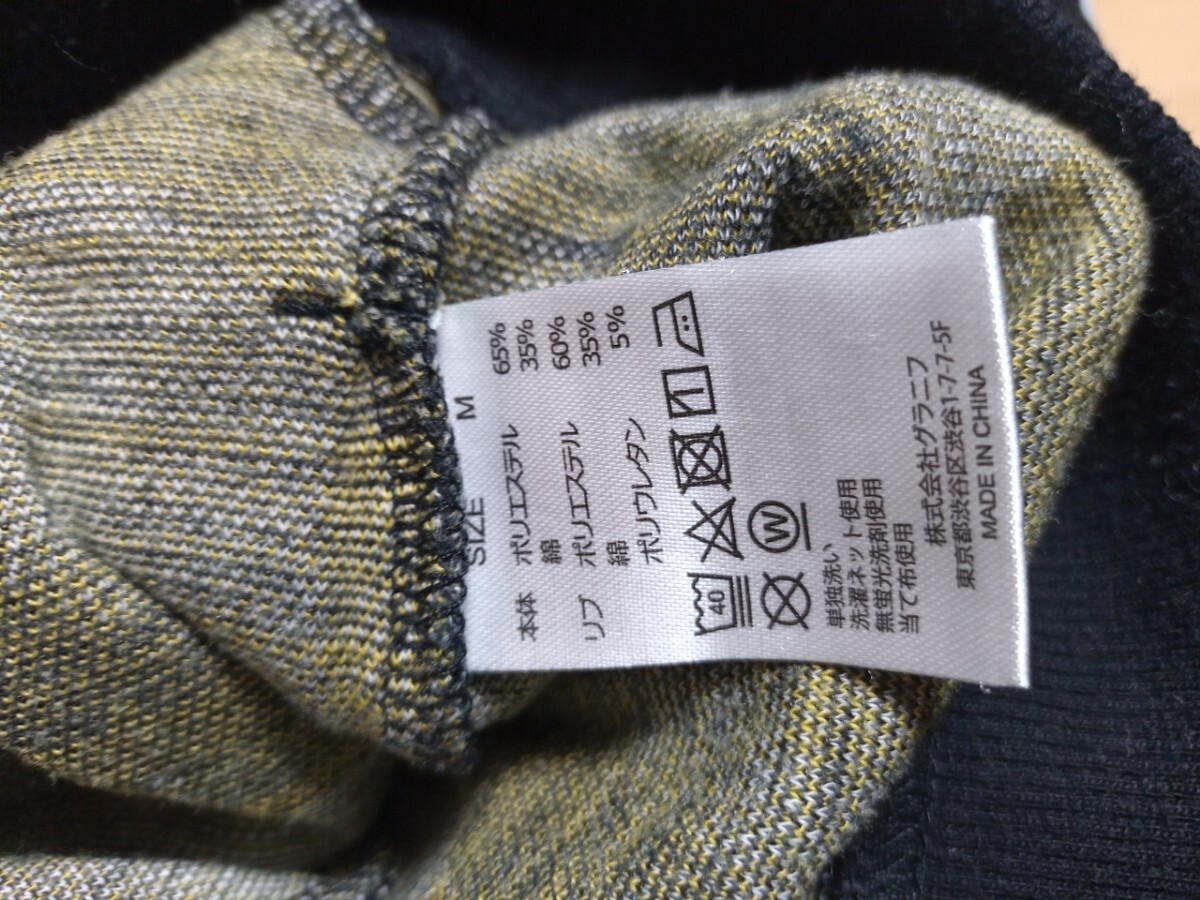 SIZE M
本体 ポリエステル 65%
綿 35%
リブ ポリエステル 60%
綿 35%
ポリウレタン 5%
40
W
単独洗い
洗濯ネット使用
無蛍光洗剤使用
当て布使用
株式会社グラニフ
東京都渋谷区渋谷1-7-7-5F
MADE IN CHINA